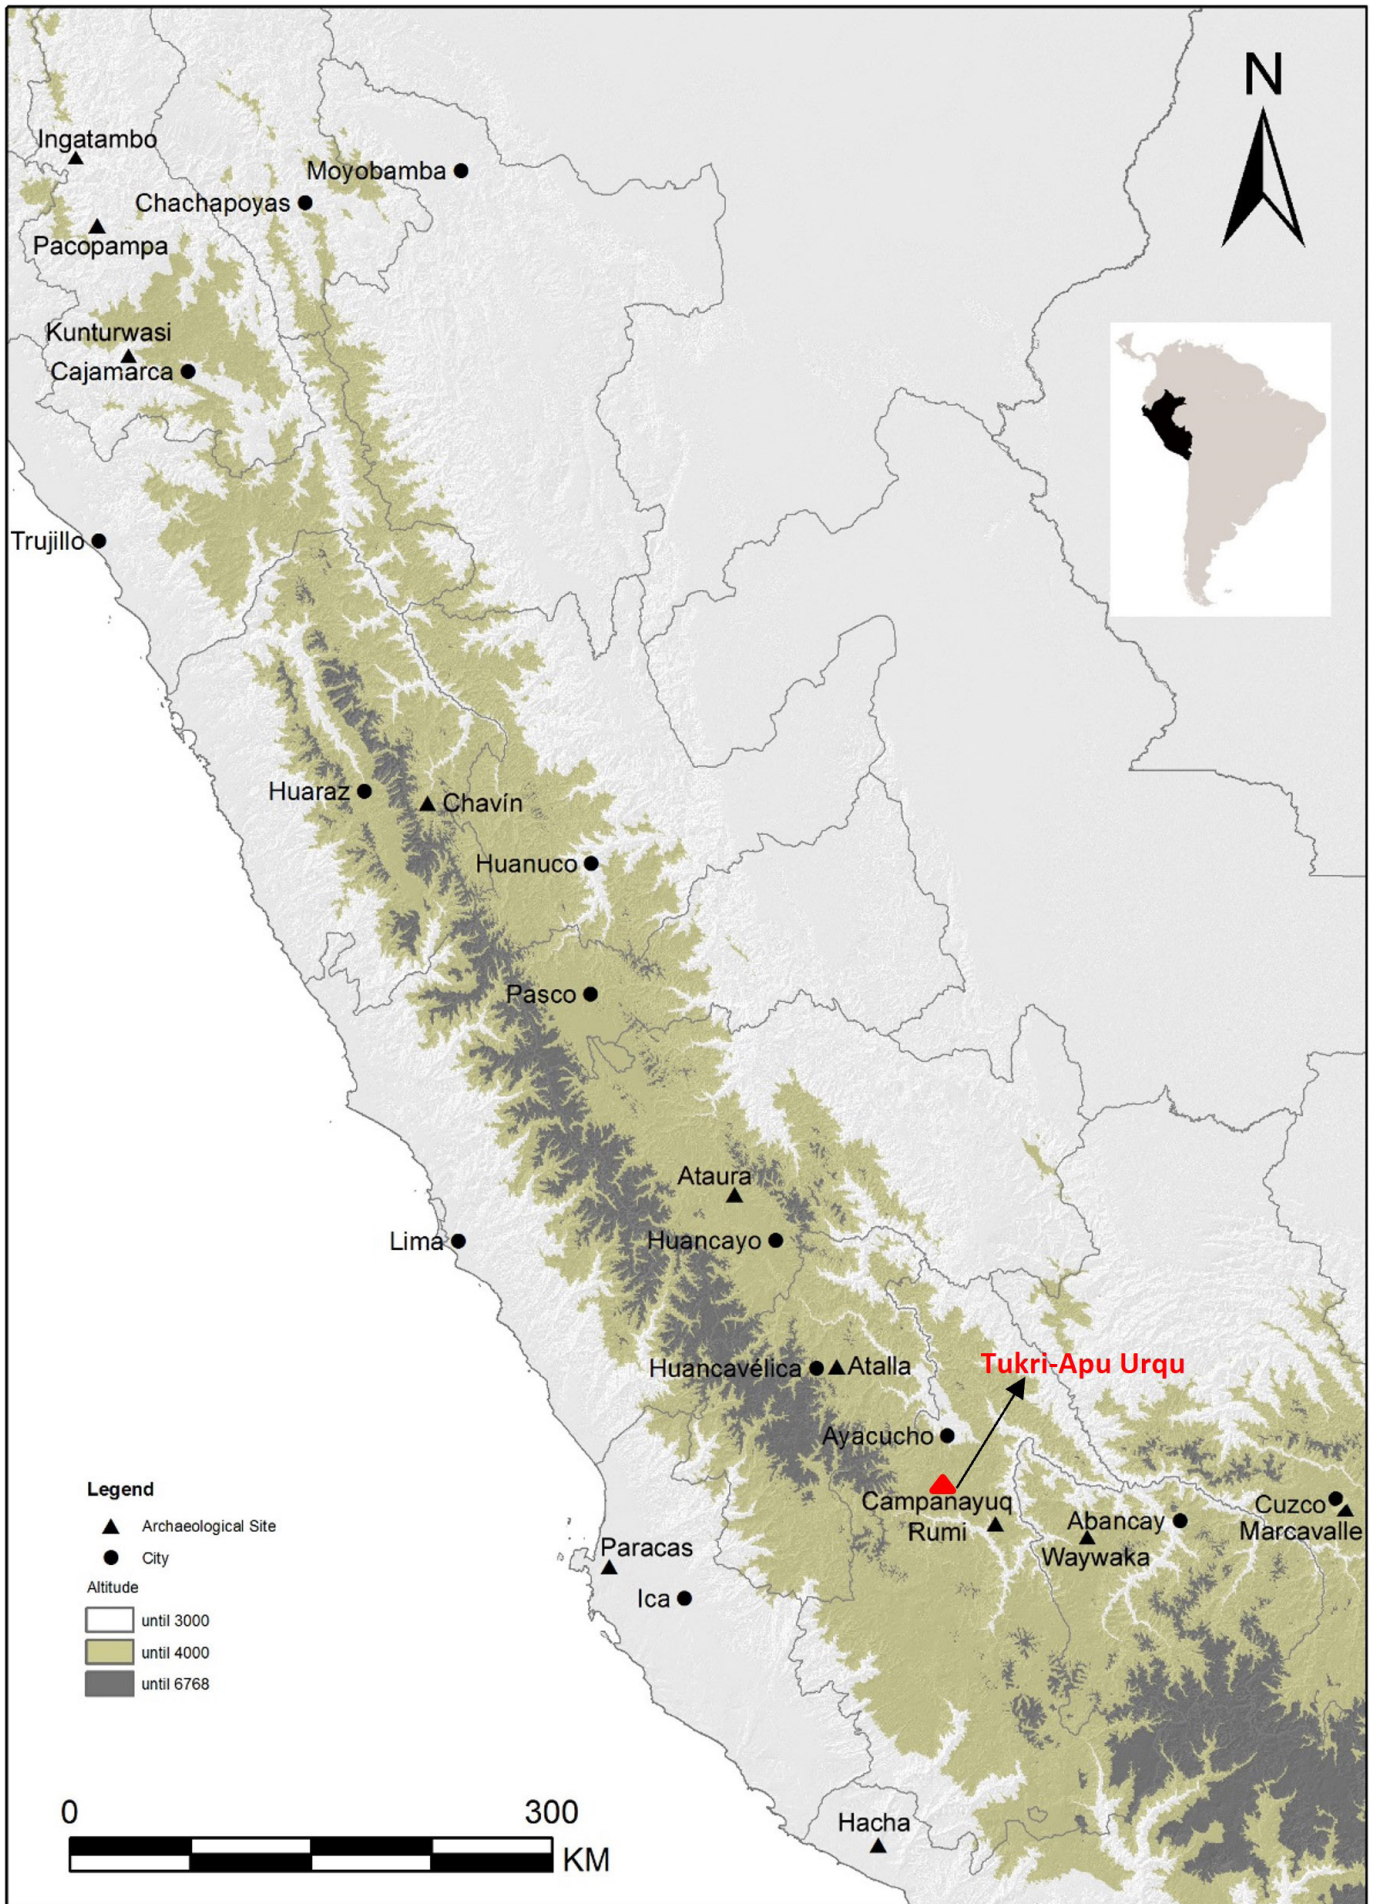 N
Ingatambo
Moyobamba
Chachapoyas
Pacopampa
Kunturwasi
Cajamarca
Trujillo
Huaraz
Chavín
Huanuco
Pasco
Ataura
Lima
Huancayo
Tukri-Apu Urqu
Huancavélica
Atalla
Ayacucho
Campanayuq
Rumi
Abancay
Cuzco
Marcavalle
Waywaka
Paracas
Ica
Legend
Archaeological Site
City
Altitude
until 3000
until 4000
until 6768
0
300
KM
Hacha